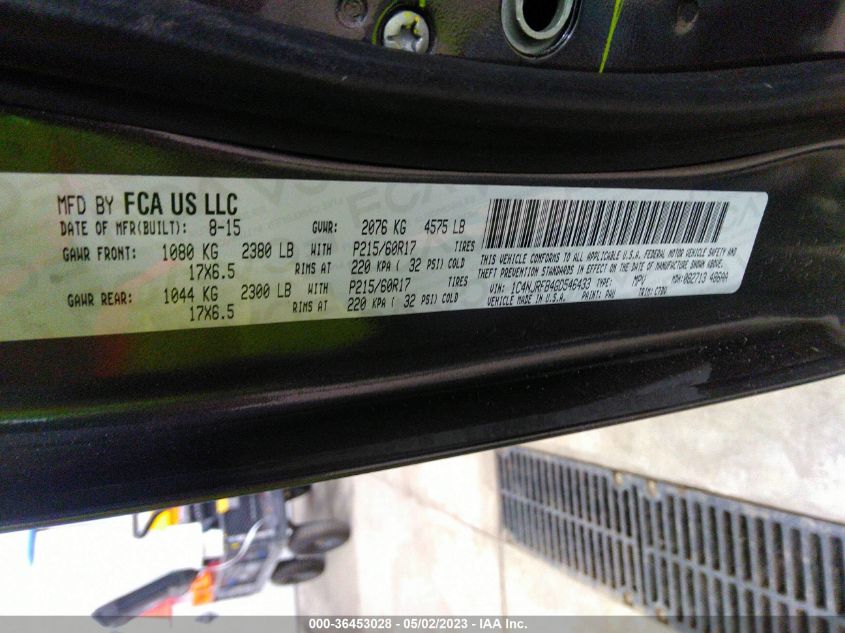 MFD BY FCA US LLC
DATE OF MFR(BUILT): 8-15 GVWR: 2076 KG 4575 LB
GAWR FRONT: 1080 KG 2380 LB WITH P215/60R17 TIRES
17X6.5 RIMS AT 220 KPA ( 32 PSI) COLD
GAWR REAR: 1044 KG 2300 LB WITH P215/60R17 TIRES
17X6.5 RIMS AT 220 KPA ( 32 PSI) COLD
THIS VEHICLE CONFORMS TO ALL APPLICABLE U.S.A. FEDERAL MOTOR VEHICLE SAFETY AND
THEFT PREVENTION STANDARDS IN EFFECT ON THE DATE OF MANUFACTURE SHOWN ABOVE.
VIN: 1C4NJRFB4GD546433 MPV MDH:082713 486AA
VEHICLE MADE IN U.S.A. PAINT: PAU TRIM:
000-36453028 - 05/02/2023 - IAA Inc.